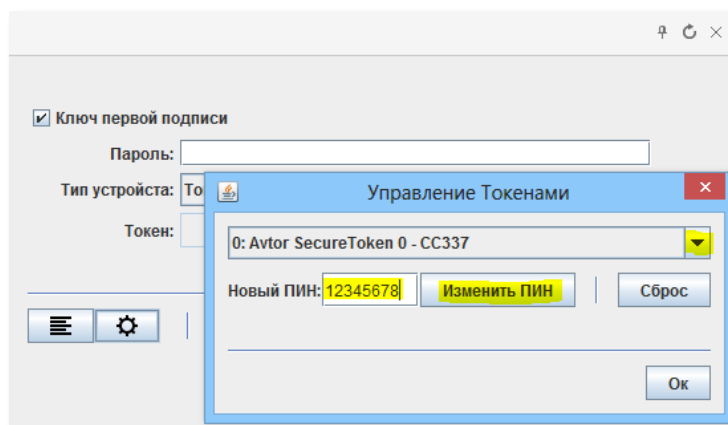 Ключ первой подписи
Пароль:
Тип устройста: То
Токен:
Управление Токенами
0: Avtor SecureToken 0 - CC337
Новый ПИН: 12345678 Изменить ПИН Сброс
Ок